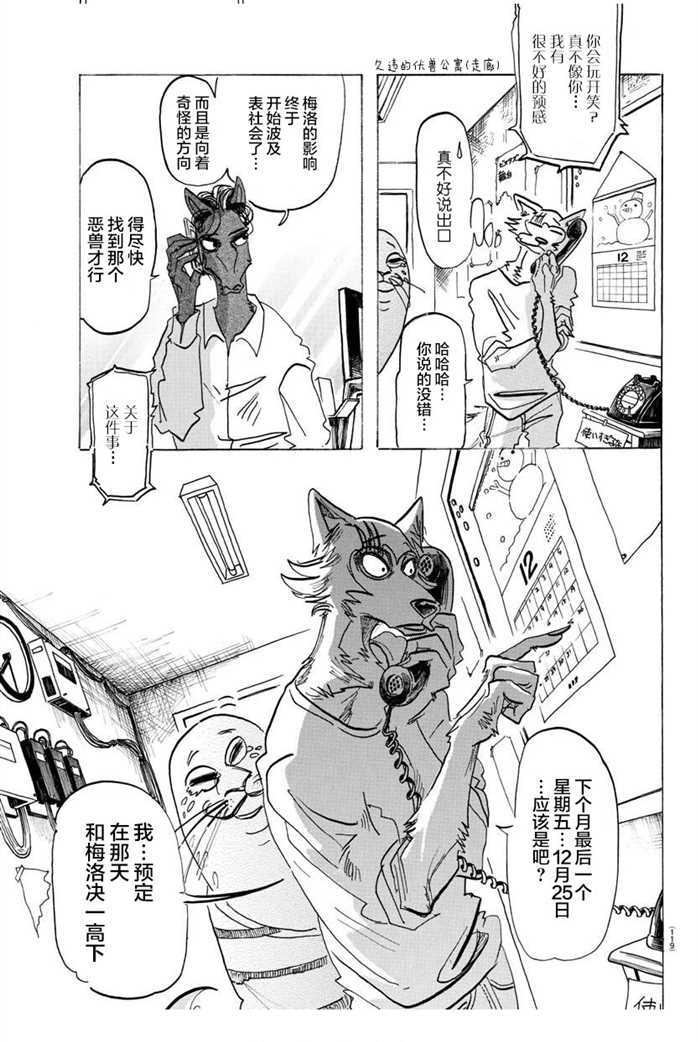 久违的伏兽公寓(走廊)
你会玩开笑？
真不像你…
我有
很不好的预感
真不好说出口
12
哈哈哈…
你说的没错…
梅洛的影响
终于
开始波及
表社会了…
而且是向着
奇怪的方向
得尽快
找到那个
恶兽才行
关于
这件事…
12
下个月最后一个
星期五…12月25日
…应该是吧？
我…预定
在那天
和梅洛决一高下
119